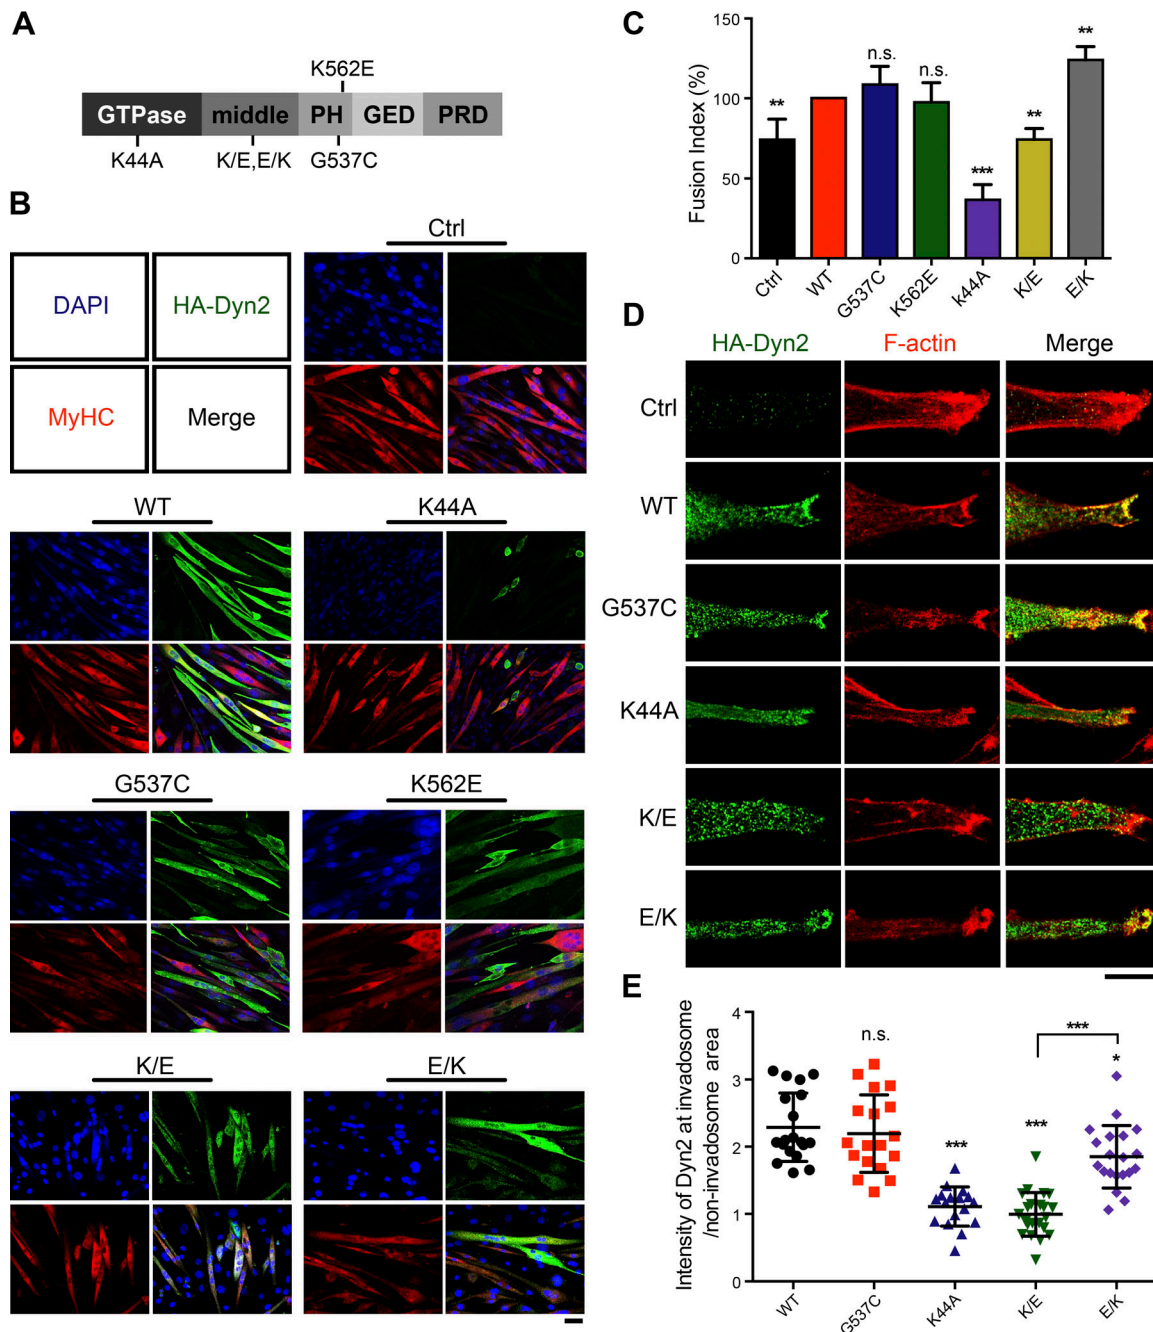 A
K562E
GTPase middle PH GED PRD
K44A K/E,E/K G537C
B
Ctrl
DAPI HA-Dyn2
MyHC Merge
WT K44A
G537C K562E
K/E E/K
C
Fusion Index (%)
150
100
50
0
** n.s. n.s. *** ** **
Ctrl WT G537C K562E k44A K/E E/K
D
HA-Dyn2 F-actin Merge
Ctrl
WT
G537C
K44A
K/E
E/K
E
Intensity of Dyn2 at invadosome
/non-invadosome area
4
3
2
1
0
n.s. *** *** *** *
WT G537C K44A K/E E/K